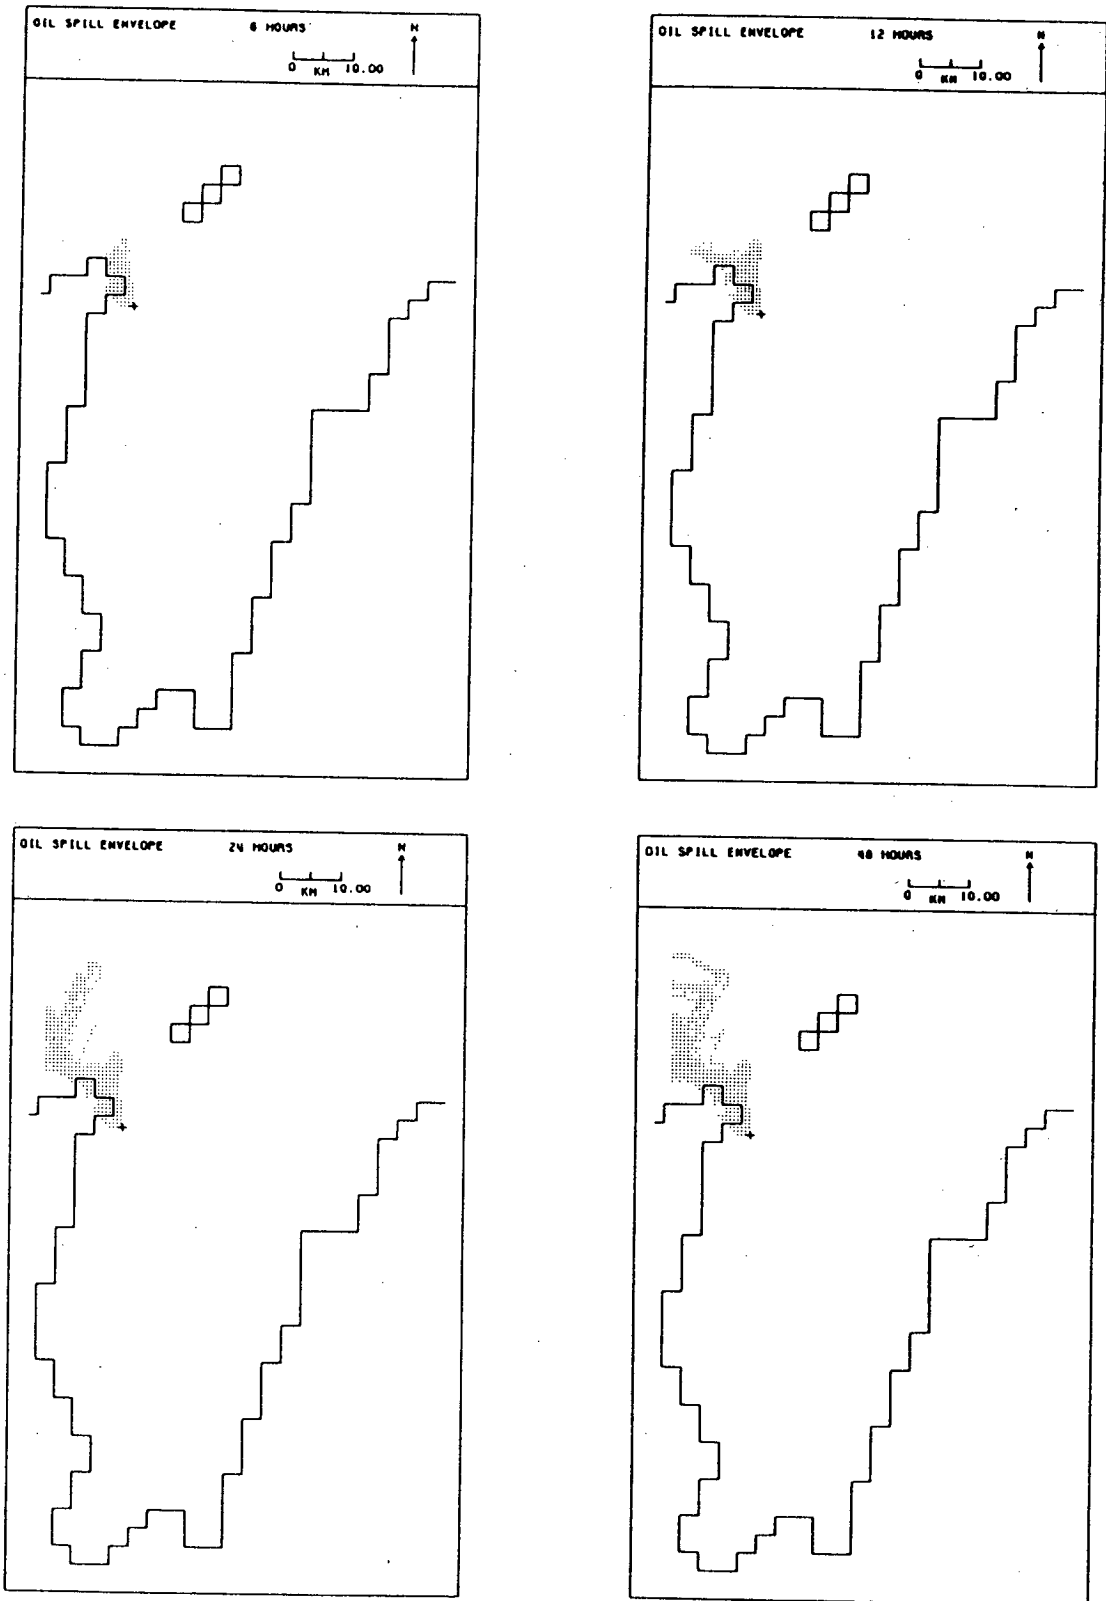 OIL SPILL ENVELOPE 6 HOURS N
0 KM 10.00
OIL SPILL ENVELOPE 12 HOURS N
0 KM 10.00
OIL SPILL ENVELOPE 24 HOURS N
0 KM 10.00
OIL SPILL ENVELOPE 48 HOURS N
0 KM 10.00